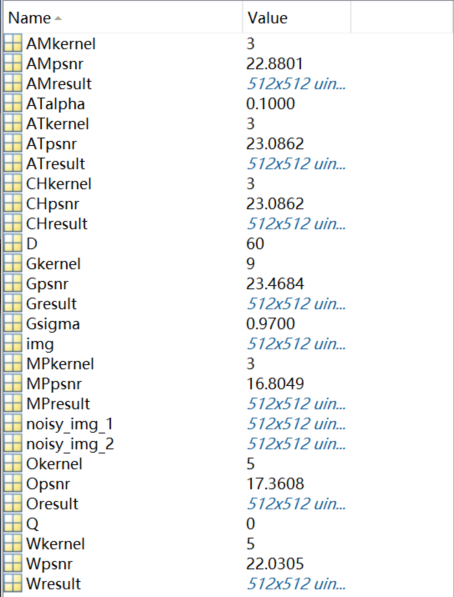 Name Value
AMkernel 3
AMpsnr 22.8801
AMresult 512x512 uin...
ATalpha 0.1000
ATkernel 3
ATpsnr 23.0862
ATresult 512x512 uin...
CHkernel 3
CHpsnr 23.0862
CHresult 512x512 uin...
D 60
Gkernel 9
Gpsnr 23.4684
Gresult 512x512 uin...
Gsigma 0.9700
img 512x512 uin...
MPkernel 3
MPpsnr 16.8049
MPresult 512x512 uin...
noisy_img_1 512x512 uin...
noisy_img_2 512x512 uin...
Okernel 5
Opsnr 17.3608
Oresult 512x512 uin...
Q 0
Wkernel 5
Wpsnr 22.0305
Wresult 512x512 uin...